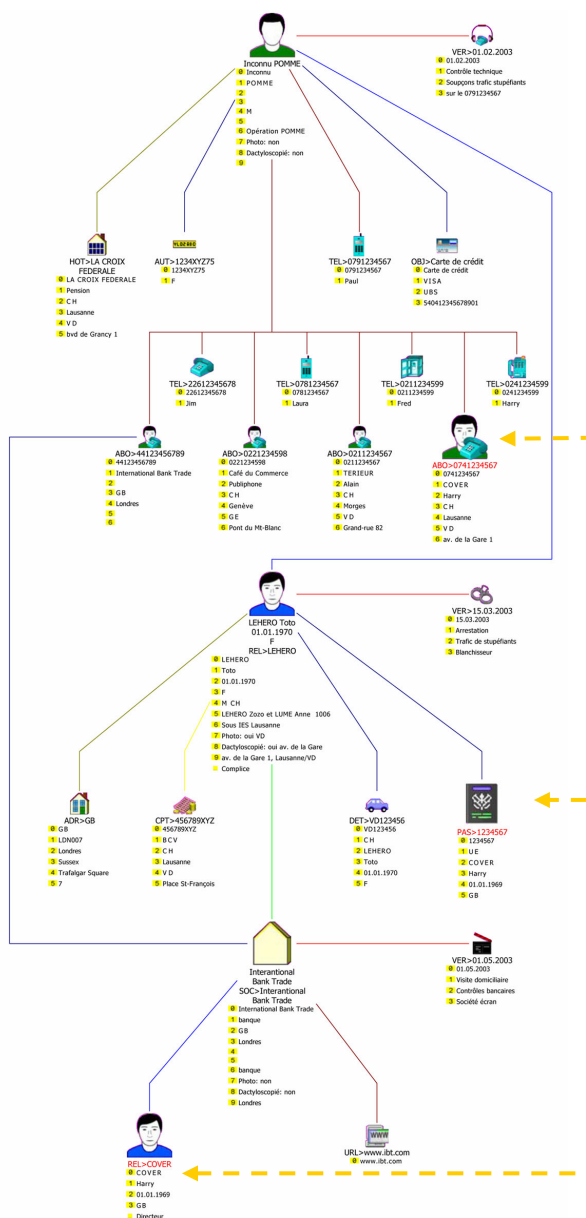 VER>01.02.2003
0 01.02.2003
1 Contrôle technique
2 Soupçons trafic stupéfiants
3 sur le 0791234567
Inconnu POMME
0 Inconnu
1 POMME
2
3
4 M
5
6 Opération POMME
7 Photo: non
8 Dactyloscopié: non
9
HOT>LA CROIX
FEDERALE
0 LA CROIX FEDERALE
1 Pension
2 CH
3 Lausanne
4 VD
5 bvd de Grancy 1
AUT>1234XYZ75
0 1234XYZ75
1 F
TEL>0791234567
0 0791234567
1 Paul
OBJ>Carte de crédit
0 Carte de crédit
1 VISA
2 UBS
3 540412345678901
TEL>22612345678
0 22612345678
1 Jim
TEL>0781234567
0 0781234567
1 Laura
TEL>0211234599
0 0211234599
1 Fred
TEL>0241234599
0 0241234599
1 Harry
ABO>44123456789
0 44123456789
1 International Bank Trade
2
3 GB
4 Londres
5
6
ABO>0221234598
0 0221234598
1 Café du Commerce
2 Publiphone
3 CH
4 Genève
5 GE
6 Pont du Mt-Blanc
ABO>0211234567
0 0211234567
1 TERIEUR
2 Alain
3 CH
4 Morges
5 VD
6 Grand-rue 82
ABO>0741234567
0 0741234567
1 COVER
2 Harry
3 CH
4 Lausanne
5 VD
6 av. de la Gare 1
LEHERO Toto
01.01.1970
F
REL>LEHERO
0 LEHERO
1 Toto
2 01.01.1970
3 F
4 M CH
5 LEHERO Zozo et LUME Anne 1006
6 Sous IES Lausanne
7 Photo: oui VD
8 Dactyloscopié: oui av. de la Gare
9 av. de la Gare 1, Lausanne/VD
Complice
VER>15.03.2003
0 15.03.2003
1 Arrestation
2 Trafic de stupéfiants
3 Blanchisseur
ADR>GB
0 GB
1 LDN007
2 Londres
3 Sussex
4 Trafalgar Square
5 7
CPT>456789XYZ
0 456789XYZ
1 BCV
2 CH
3 Lausanne
4 VD
5 Place St-François
DET>VD123456
0 VD123456
1 CH
2 LEHERO
3 Toto
4 01.01.1970
5 F
PAS>1234567
0 1234567
1 UE
2 COVER
3 Harry
4 01.01.1969
5 GB
Interantional
Bank Trade
SOC>Interantional
Bank Trade
0 International Bank Trade
1 banque
2 GB
3 Londres
4
5
6 banque
7 Photo: non
8 Dactyloscopié: non
9 Londres
VER>01.05.2003
0 01.05.2003
1 Visite domiciliaire
2 Contrôles bancaires
3 Société écran
REL>COVER
0 COVER
1 Harry
2 01.01.1969
3 GB
Directeur
WWW
URL>www.ibt.com
0 www.ibt.com